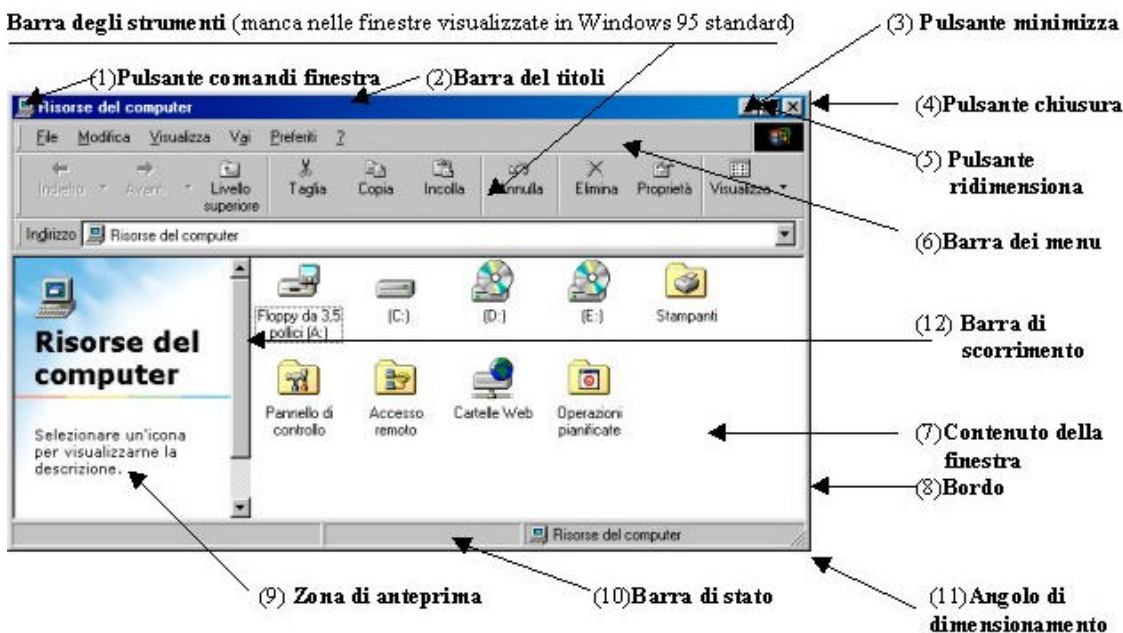 Barra degli strumenti (manca nelle finestre visualizzate in Windows 95 standard)
(3) Pulsante minimizza
(1)Pulsante comandi finestra
(2)Barra del titoli
Risorse del computer
(4)Pulsante chiusura
File Modifica Visualizza Vai Preferiti ?
(5) Pulsante
ridimensiona
Indietro Avanti Livello superiore Taglia Copia Incolla Annulla Elimina Proprietà Visualizza
Indirizzo Risorse del computer
(6)Barra dei menu
Floppy da 3,5
pollici (A:)
(C:)
(D:)
(E:)
Stampanti
Risorse del
computer
(12) Barra di
scorrimento
Pannello di
controllo
Accesso
remoto
Cartelle Web
Operazioni
pianificate
Selezionare un'icona
per visualizzarne la
descrizione.
(7)Contenuto della
finestra
(8)Bordo
Risorse del computer
(9) Zona di anteprima
(10)Barra di stato
(11)Angolo di
dimensionamento